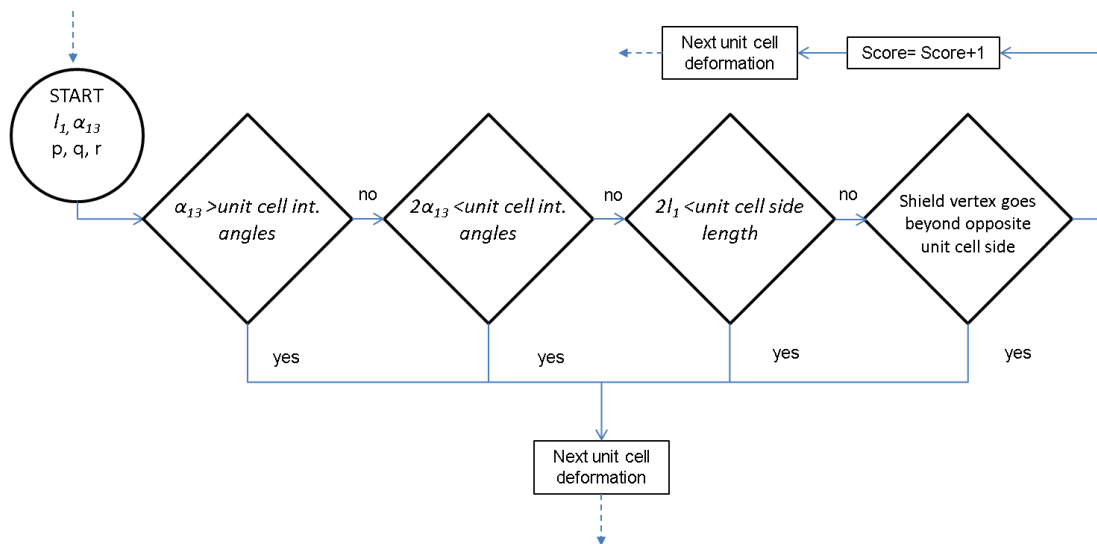 Next unit cell
deformation
Score= Score+1
START
l₁, α₁₃
p, q, r
α₁₃ >unit cell int.
angles
no
2α₁₃ <unit cell int.
angles
no
2l₁ <unit cell side
length
no
Shield vertex goes
beyond opposite
unit cell side
yes
yes
yes
yes
Next unit cell
deformation